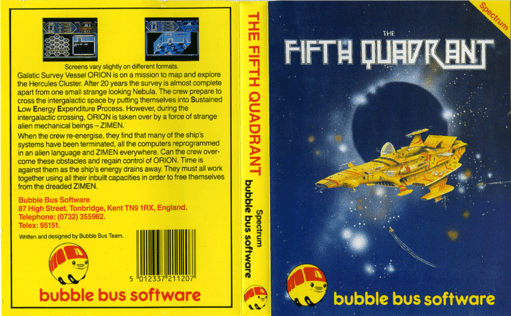 Screens vary slightly on different formats.
Galactic Survey Vessel ORION is on a mission to map and explore
the Hercules Cluster. After 20 years the survey is almost complete
apart from one small strange looking Nebula. The crew prepare to
cross the intergalactic space by putting themselves into Sustained
Low Energy Expenditure Process. However, during the
intergalactic crossing, ORION is taken over by a force of strange
alien mechanical beings – ZIMEN.
When the crew re-energise, they find that many of the ship's
systems have been terminated, all the computers reprogrammed
in an alien language and ZIMEN everywhere. Can the crew over-
come these obstacles and regain control of ORION. Time is
against them as the ship's energy drains away. They must all work
together using all their inbuilt capacities in order to free themselves
from the dreaded ZIMEN.
Bubble Bus Software
87 High Street, Tonbridge, Kent TN9 1RX, England.
Telephone: (0732) 355962.
Telex: 95151.
Written and designed by Bubble Bus Team.
5 012337 211207
bubble bus software
THE FIFTH QUADRANT
Spectrum
bubble bus software
Spectrum
THE
FIFTH QUADRANT
bubble bus software